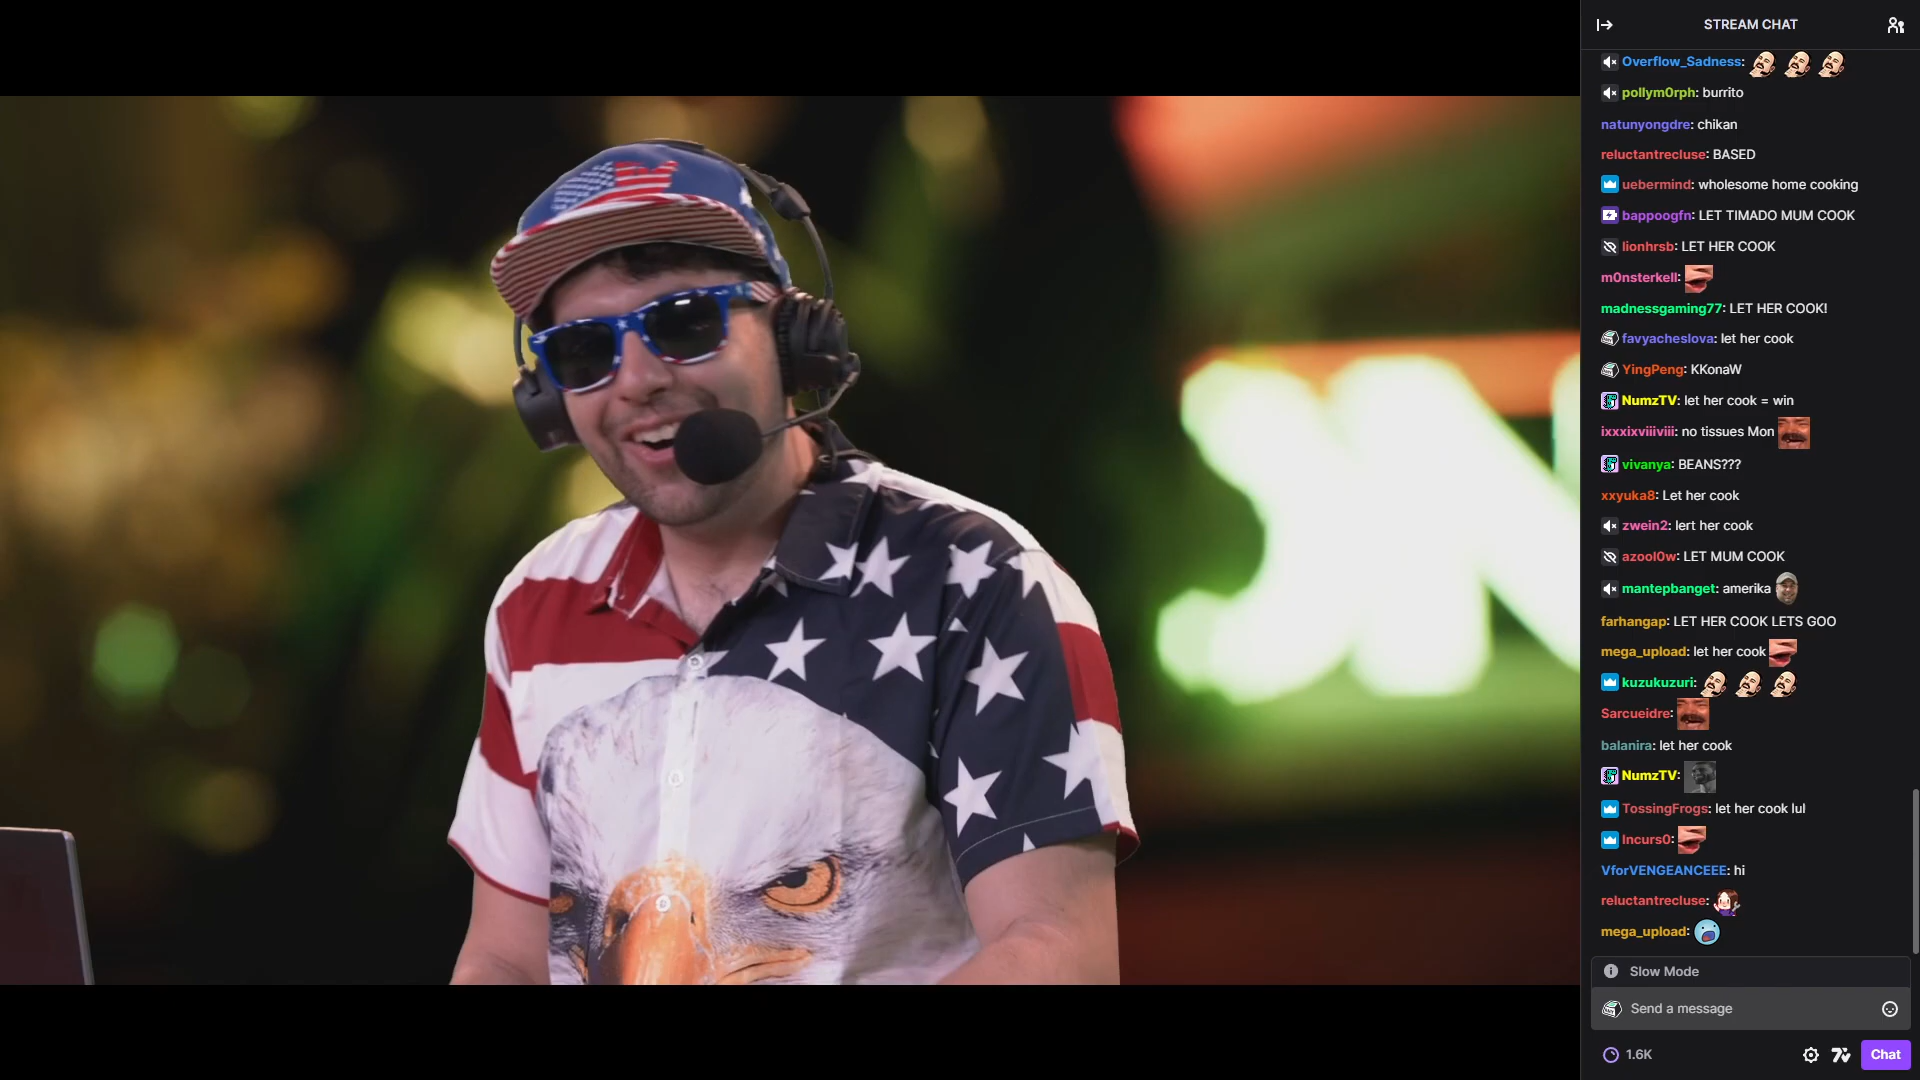 STREAM CHAT
Overflow_Sadness:
pollym0rph: burrito
natunyongdre: chikan
reluctantrecluse: BASED
uebermind: wholesome home cooking
bappoogfn: LET TIMADO MUM COOK
lionhrsb: LET HER COOK
m0nsterkell:
madnessgaming77: LET HER COOK!
favyacheslova: let her cook
YingPeng: KKonaW
NumzTV: let her cook = win
ixxxixviiiviii: no tissues Mon
vivanya: BEANS???
xxyuka8: Let her cook
zwein2: lert her cook
azool0w: LET MUM COOK
mantepbanget: amerika
farhangap: LET HER COOK LETS GOO
mega_upload: let her cook
kuzukuzuri:
Sarcueidre:
balanira: let her cook
NumzTV:
TossingFrogs: let her cook lul
Incurs0:
VforVENGEANCEEE: hi
reluctantrecluse:
mega_upload:
Slow Mode
Send a message
1.6K
Chat